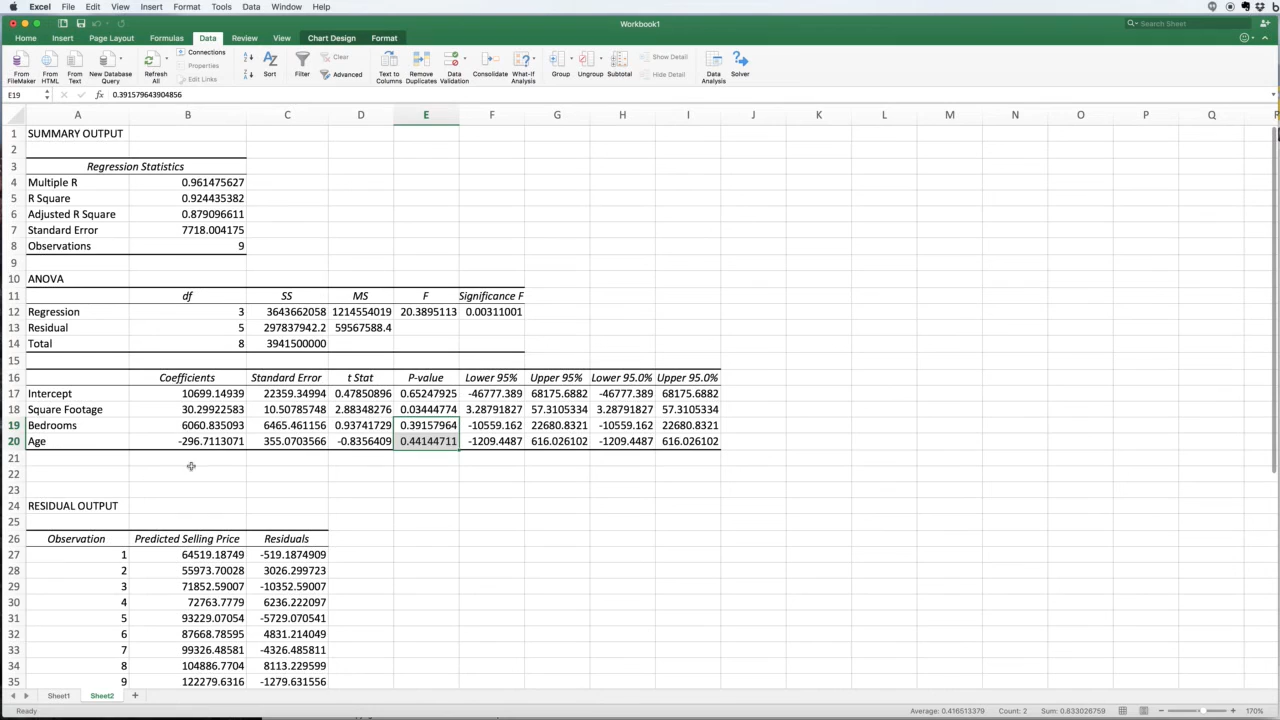 Excel File Edit View Insert Format Tools Data Window Help
Workbook1
Search Sheet
Home Insert Page Layout Formulas Data Review View Chart Design Format
From FileMaker From HTML From Text New Database Query Refresh All Connections Properties Edit Links Sort Filter Clear Advanced Text to Columns Remove Duplicates Data Validation Consolidate What-If Analysis Group Ungroup Subtotal Show Detail Hide Detail Data Analysis Solver
E19 fx 0.391579643904856
A B C D E F G H I J K L M N O P Q
1 SUMMARY OUTPUT
2
3 Regression Statistics
4 Multiple R 0.961475627
5 R Square 0.924435382
6 Adjusted R Square 0.879096611
7 Standard Error 7718.004175
8 Observations 9
9
10 ANOVA
11 df SS MS F Significance F
12 Regression 3 3643662058 1214554019 20.3895113 0.00311001
13 Residual 5 297837942.2 59567588.4
14 Total 8 3941500000
15
16 Coefficients Standard Error t Stat P-value Lower 95% Upper 95% Lower 95.0% Upper 95.0%
17 Intercept 10699.14939 22359.34994 0.47850896 0.65247925 -46777.389 68175.6882 -46777.389 68175.6882
18 Square Footage 30.29922583 10.50785748 2.88348276 0.03444774 3.28791827 57.3105334 3.28791827 57.3105334
19 Bedrooms 6060.835093 6465.461156 0.93741729 0.39157964 -10559.162 22680.8321 -10559.162 22680.8321
20 Age -296.7113071 355.0703566 -0.8356409 0.44144711 -1209.4487 616.026102 -1209.4487 616.026102
21
22
23
24 RESIDUAL OUTPUT
25
26 Observation Predicted Selling Price Residuals
27 1 64519.18749 -519.1874909
28 2 55973.70028 3026.299723
29 3 71852.59007 -10352.59007
30 4 72763.7779 6236.222097
31 5 93229.07054 -5729.070541
32 6 87668.78595 4831.214049
33 7 99326.48581 -4326.485811
34 8 104886.7704 8113.229599
35 9 122279.6316 -1279.631556
Sheet1 Sheet2
Ready Average: 0.416513379 Count: 2 Sum: 0.833026759 170%